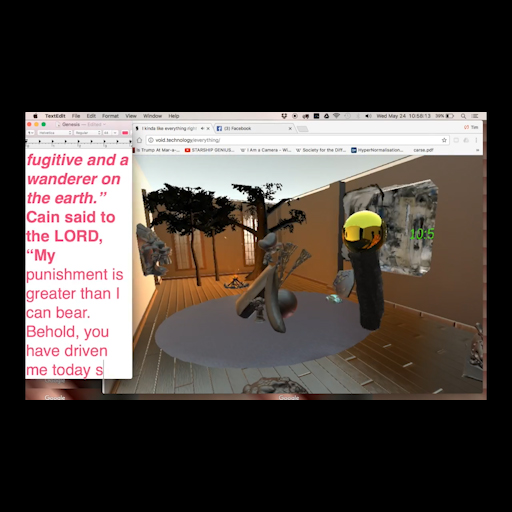 TextEdit File Edit Format View Window Help
Wed May 24 10:58:13
Genesis — Edited
I kinda like everything right
(3) Facebook
void.technology/everything/
Is Trump At Mar-a-...
STARSHIP GENIUS...
I Am a Camera – Wi...
Society for the Diff...
HyperNormalisation...
carse_pdf
fugitive and a
wanderer on
the earth.”
Cain said to
the LORD,
“My
punishment is
greater than I
can bear.
Behold, you
have driven
me today s
10:5
Google
Google